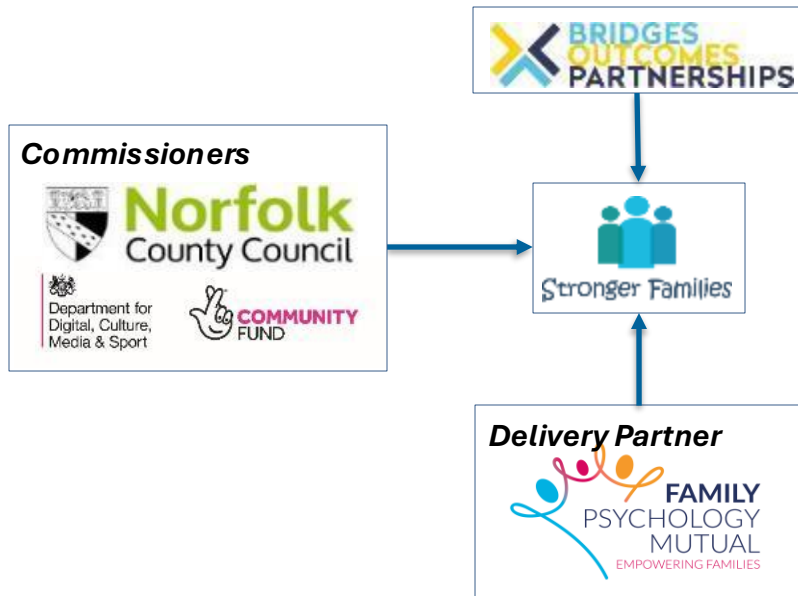 BRIDGES
OUTCOMES
PARTNERSHIPS
Commissioners
Norfolk
County Council
Department for
Digital, Culture,
Media & Sport
COMMUNITY
FUND
Stronger Families
Delivery Partner
FAMILY
PSYCHOLOGY
MUTUAL
EMPOWERING FAMILIES